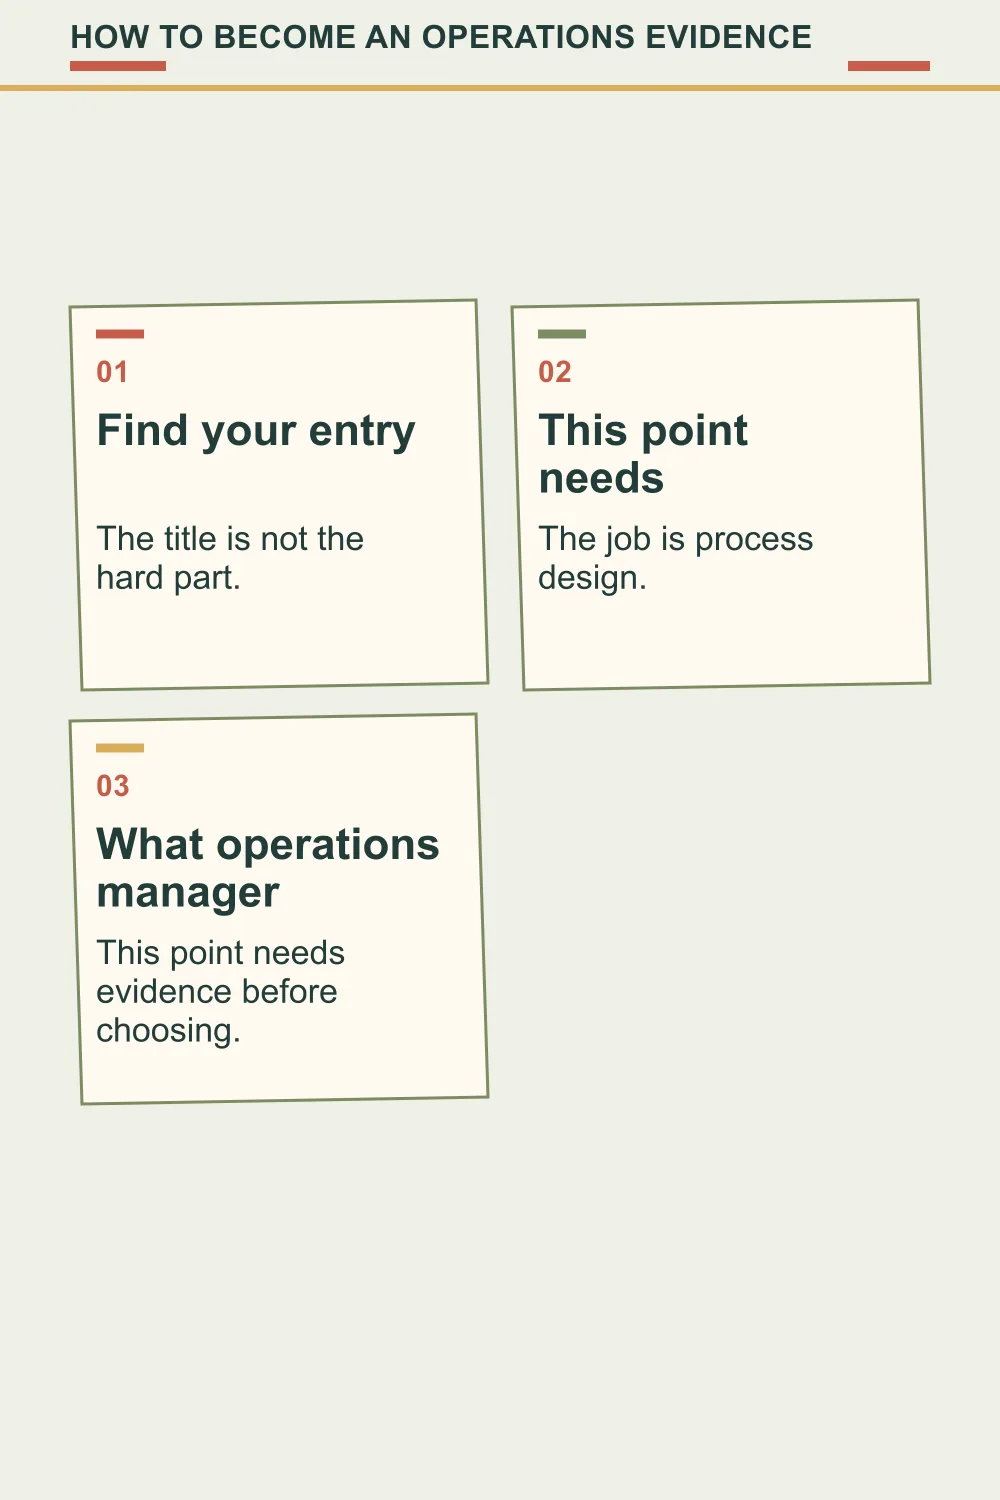 HOW TO BECOME AN OPERATIONS EVIDENCE
01
Find your entry
The title is not the
hard part.
02
This point
needs
The job is process
design.
03
What operations
manager
This point needs
evidence before
choosing.